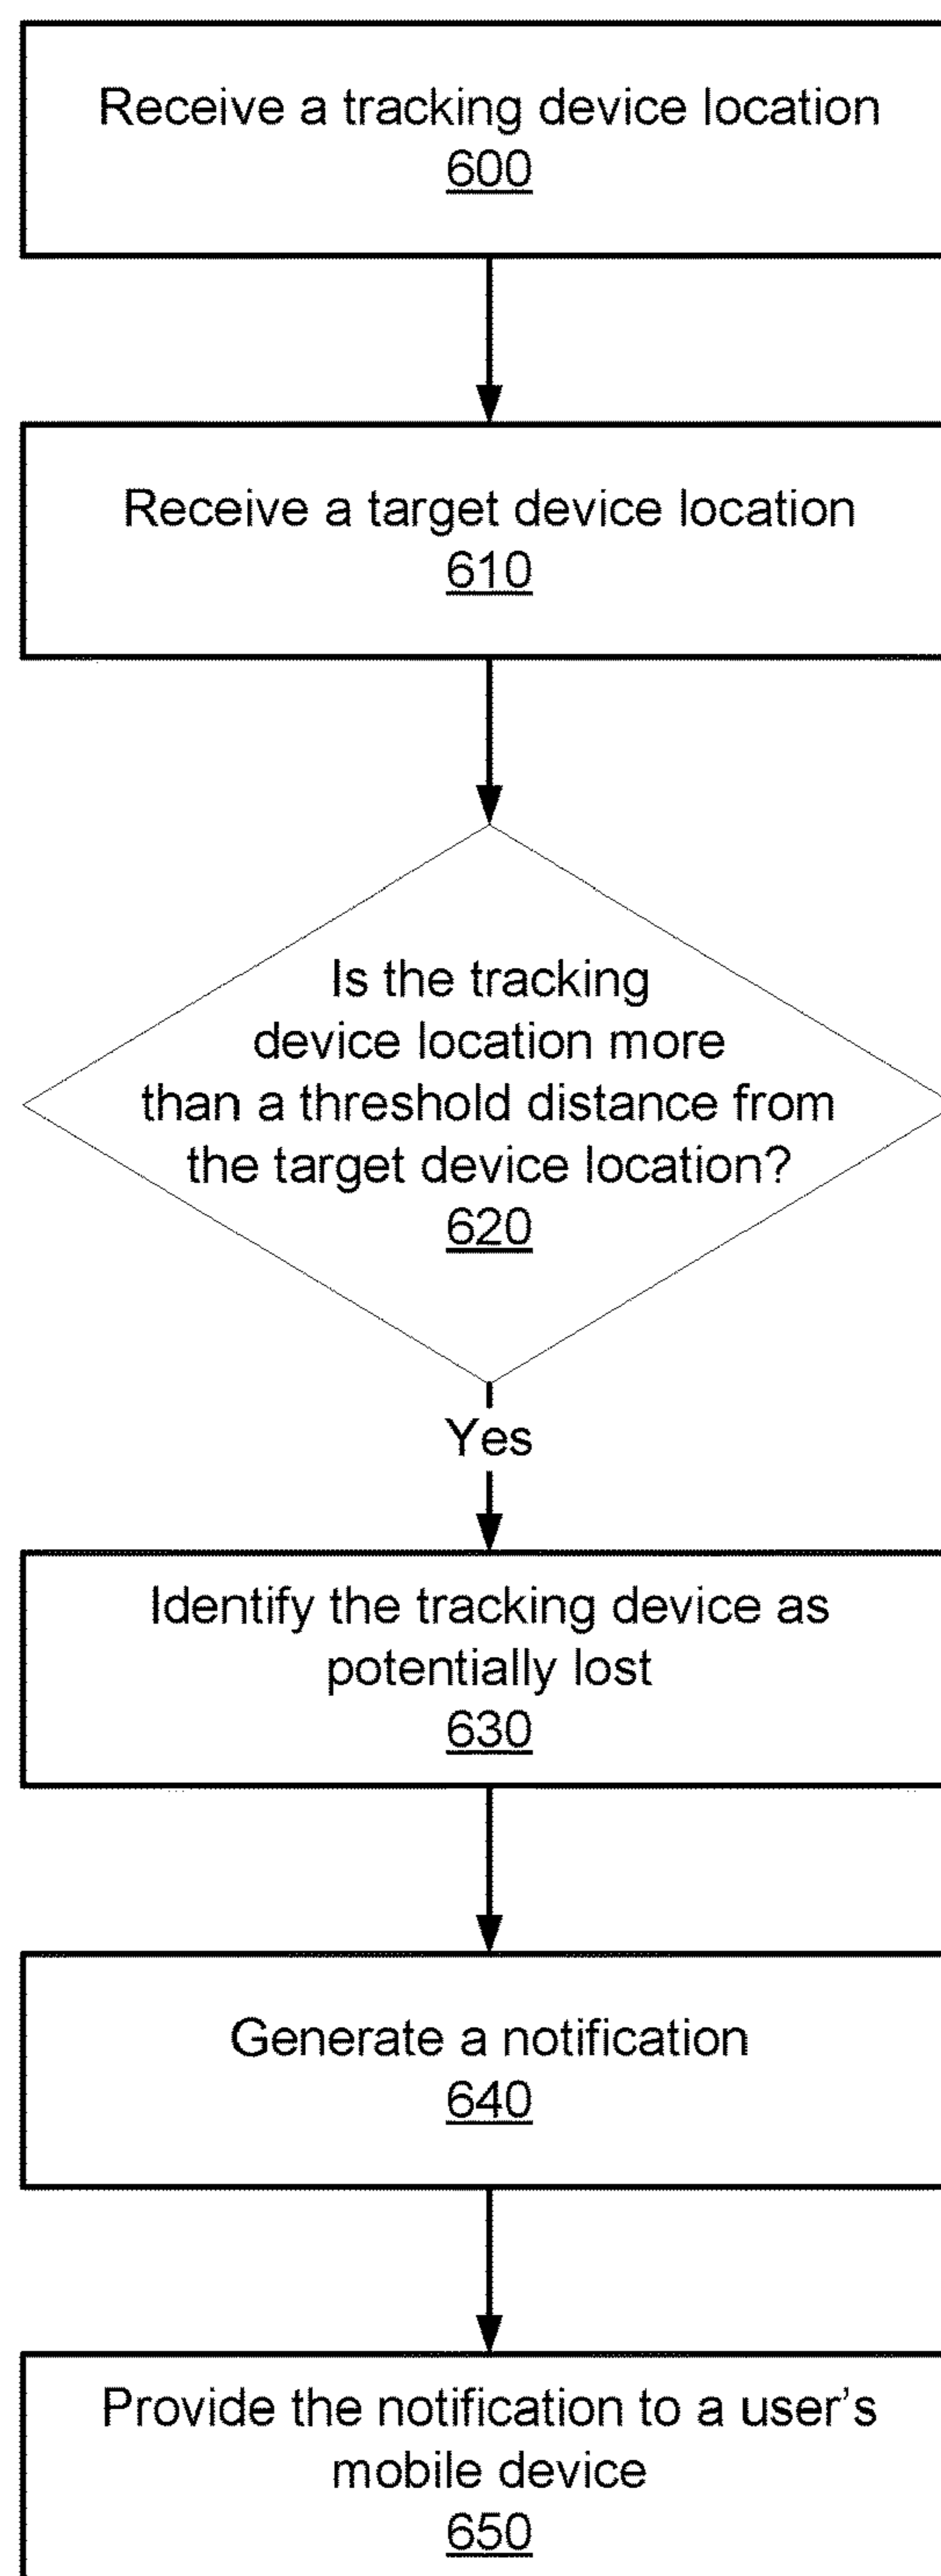 Receive a tracking device location
600
Receive a target device location
610
Is the tracking
device location more
than a threshold distance from
the target device location?
620
Yes
Identify the tracking device as
potentially lost
630
Generate a notification
640
Provide the notification to a user's
mobile device
650